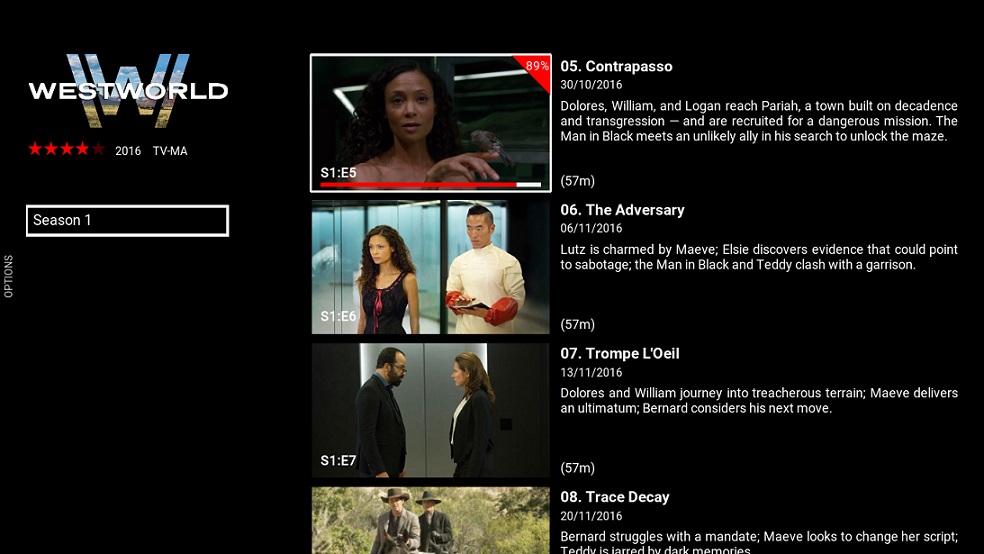 WESTWORLD
2016 TV-MA
Season 1
OPTIONS
89%
S1:E5
05. Contrapasso
30/10/2016
Dolores, William, and Logan reach Pariah, a town built on decadence
and transgression — and are recruited for a dangerous mission. The
Man in Black meets an unlikely ally in his search to unlock the maze.
(57m)
S1:E6
06. The Adversary
06/11/2016
Lutz is charmed by Maeve; Elsie discovers evidence that could point
to sabotage; the Man in Black and Teddy clash with a garrison.
(57m)
S1:E7
07. Trompe L'Oeil
13/11/2016
Dolores and William journey into treacherous terrain; Maeve delivers
an ultimatum; Bernard considers his next move.
(57m)
08. Trace Decay
20/11/2016
Bernard struggles with a mandate; Maeve looks to change her script;
Teddy is jarred by dark memories.